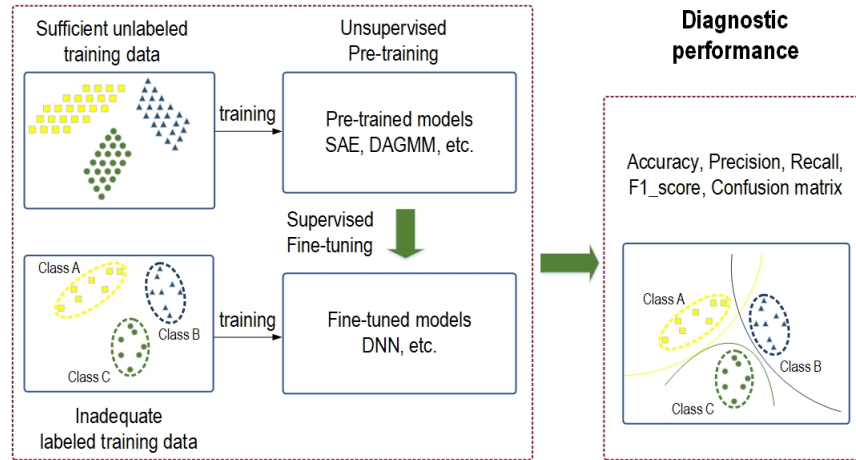 Sufficient unlabeled
training data
training
Unsupervised
Pre-training
Pre-trained models
SAE, DAGMM, etc.
Supervised
Fine-tuning
Class A
Class B
Class C
training
Fine-tuned models
DNN, etc.
Inadequate
labeled training data
Diagnostic
performance
Accuracy, Precision, Recall,
F1_score, Confusion matrix
Class A
Class B
Class C